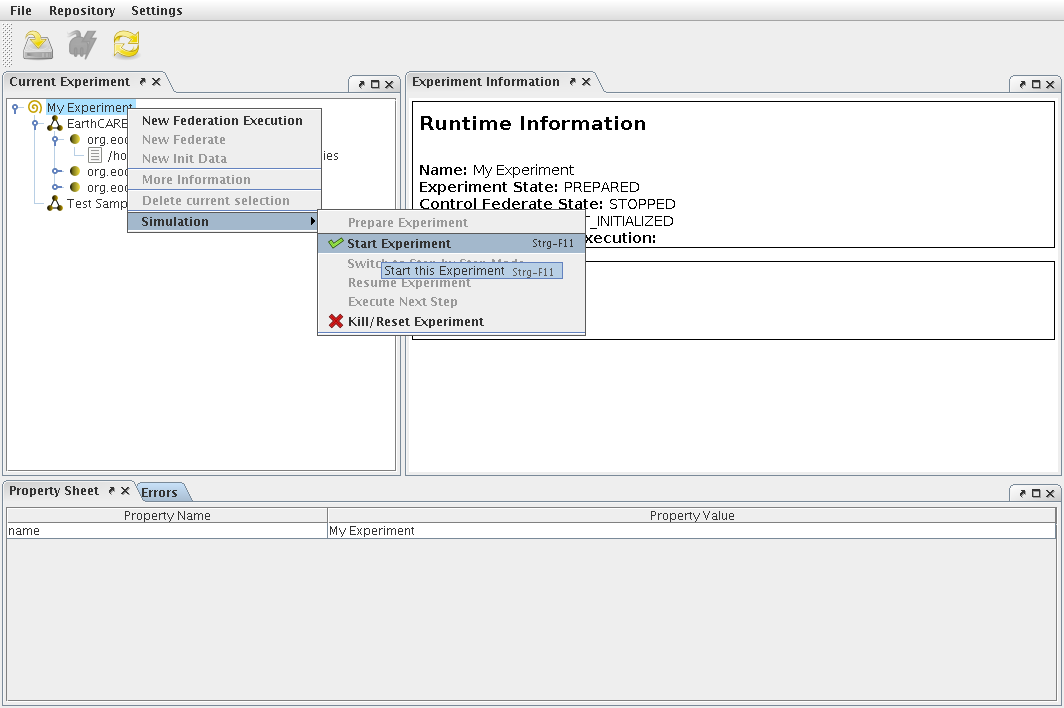 File Repository Settings
Current Experiment
Experiment Information
My Experiment
EarthCARE
org.eo
/ho
ies
org.eo
org.eo
Test Samp
New Federation Execution
New Federate
New Init Data
More Information
Delete current selection
Simulation
Prepare Experiment
Start Experiment Strg-F11
Switch to Step-by-Step-Mode
Start this Experiment Strg-F11
Resume Experiment
Execute Next Step
Kill/Reset Experiment
Runtime Information
Name: My Experiment
Experiment State: PREPARED
Control Federate State: STOPPED
T_INITIALIZED
xecution:
Property Sheet
Errors
Property Name Property Value
name My Experiment